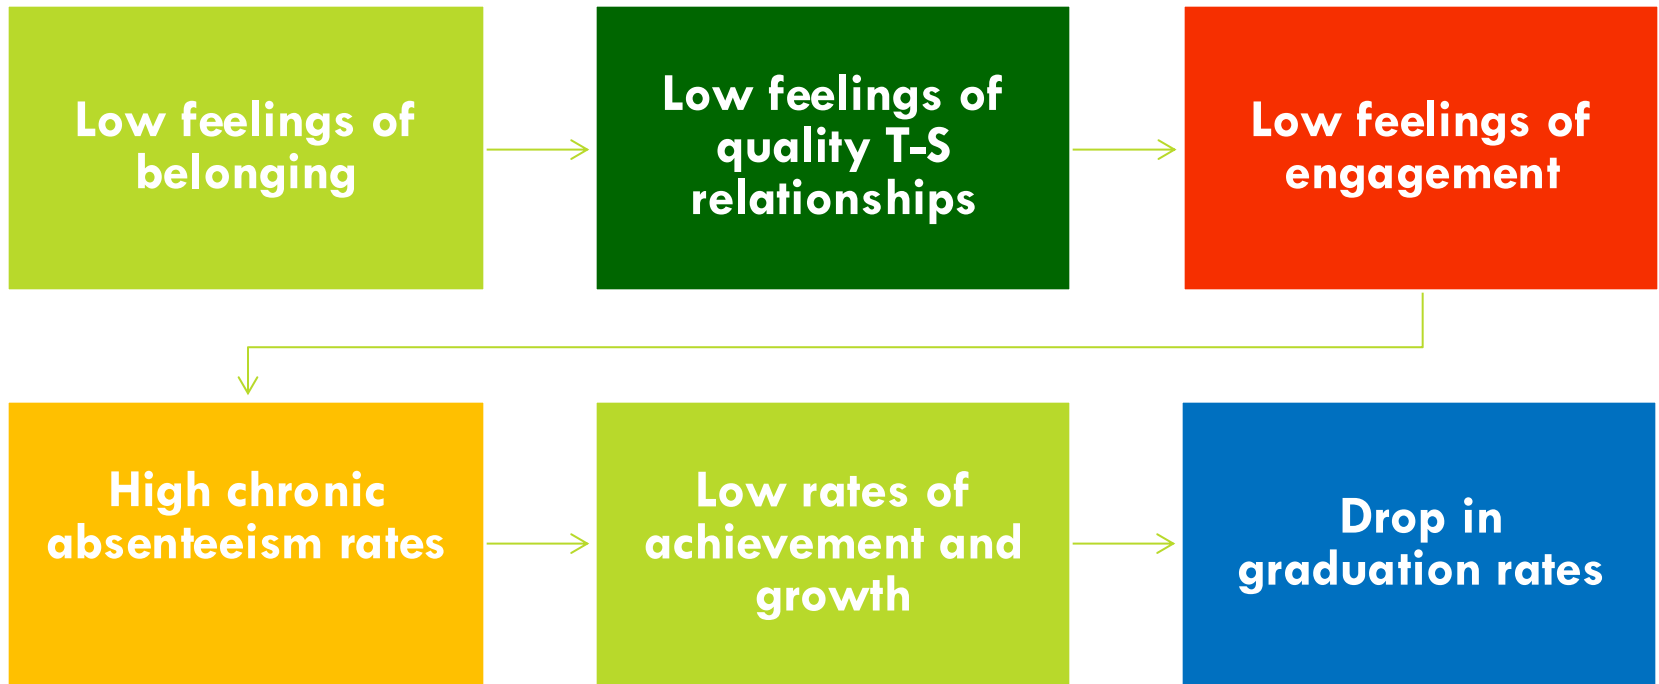 Low feelings of
belonging
Low feelings of
quality T-S
relationships
Low feelings of
engagement
High chronic
absenteeism rates
Low rates of
achievement and
growth
Drop in
graduation rates